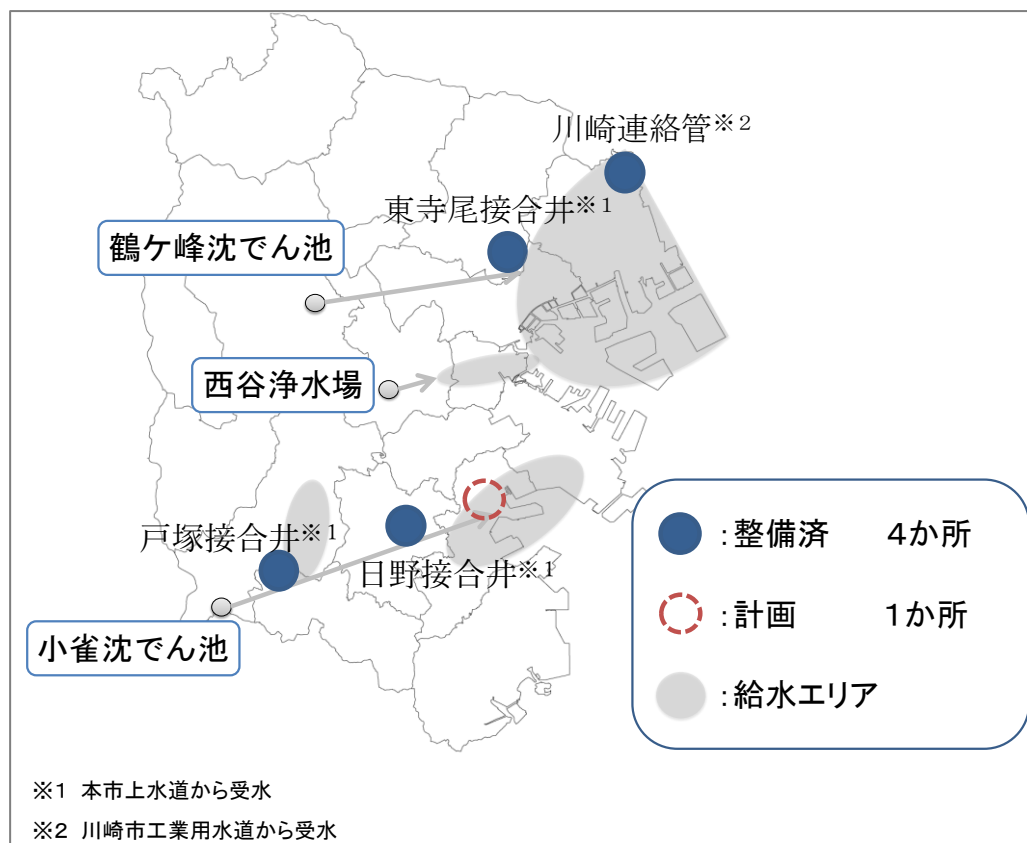 川崎連絡管※2
東寺尾接合井※1
鶴ケ峰沈でん池
西谷浄水場
戸塚接合井※1
日野接合井※1
小雀沈でん池
：整備済　4か所
：計画　1か所
：給水エリア
※1 本市上水道から受水
※2 川崎市工業用水道から受水